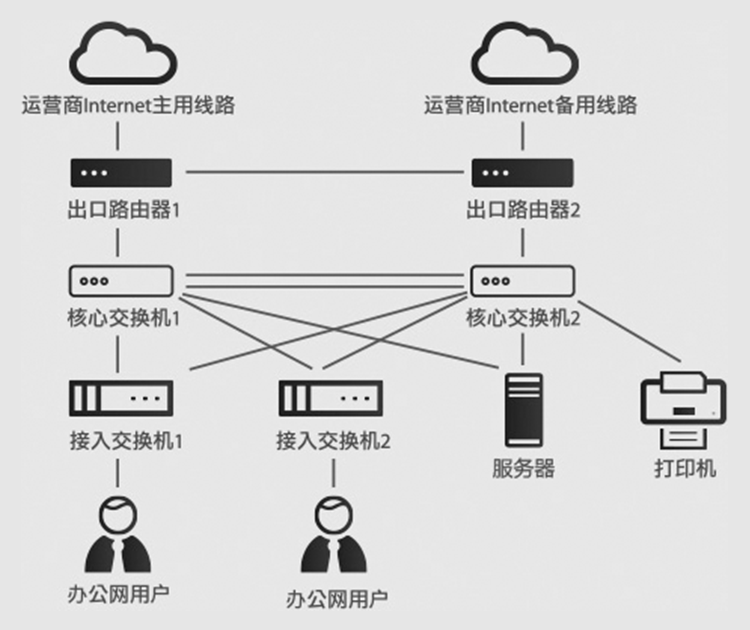 运营商Internet主用线路
运营商Internet备用线路
出口路由器1
出口路由器2
核心交换机1
核心交换机2
接入交换机1
接入交换机2
服务器
打印机
办公网用户
办公网用户